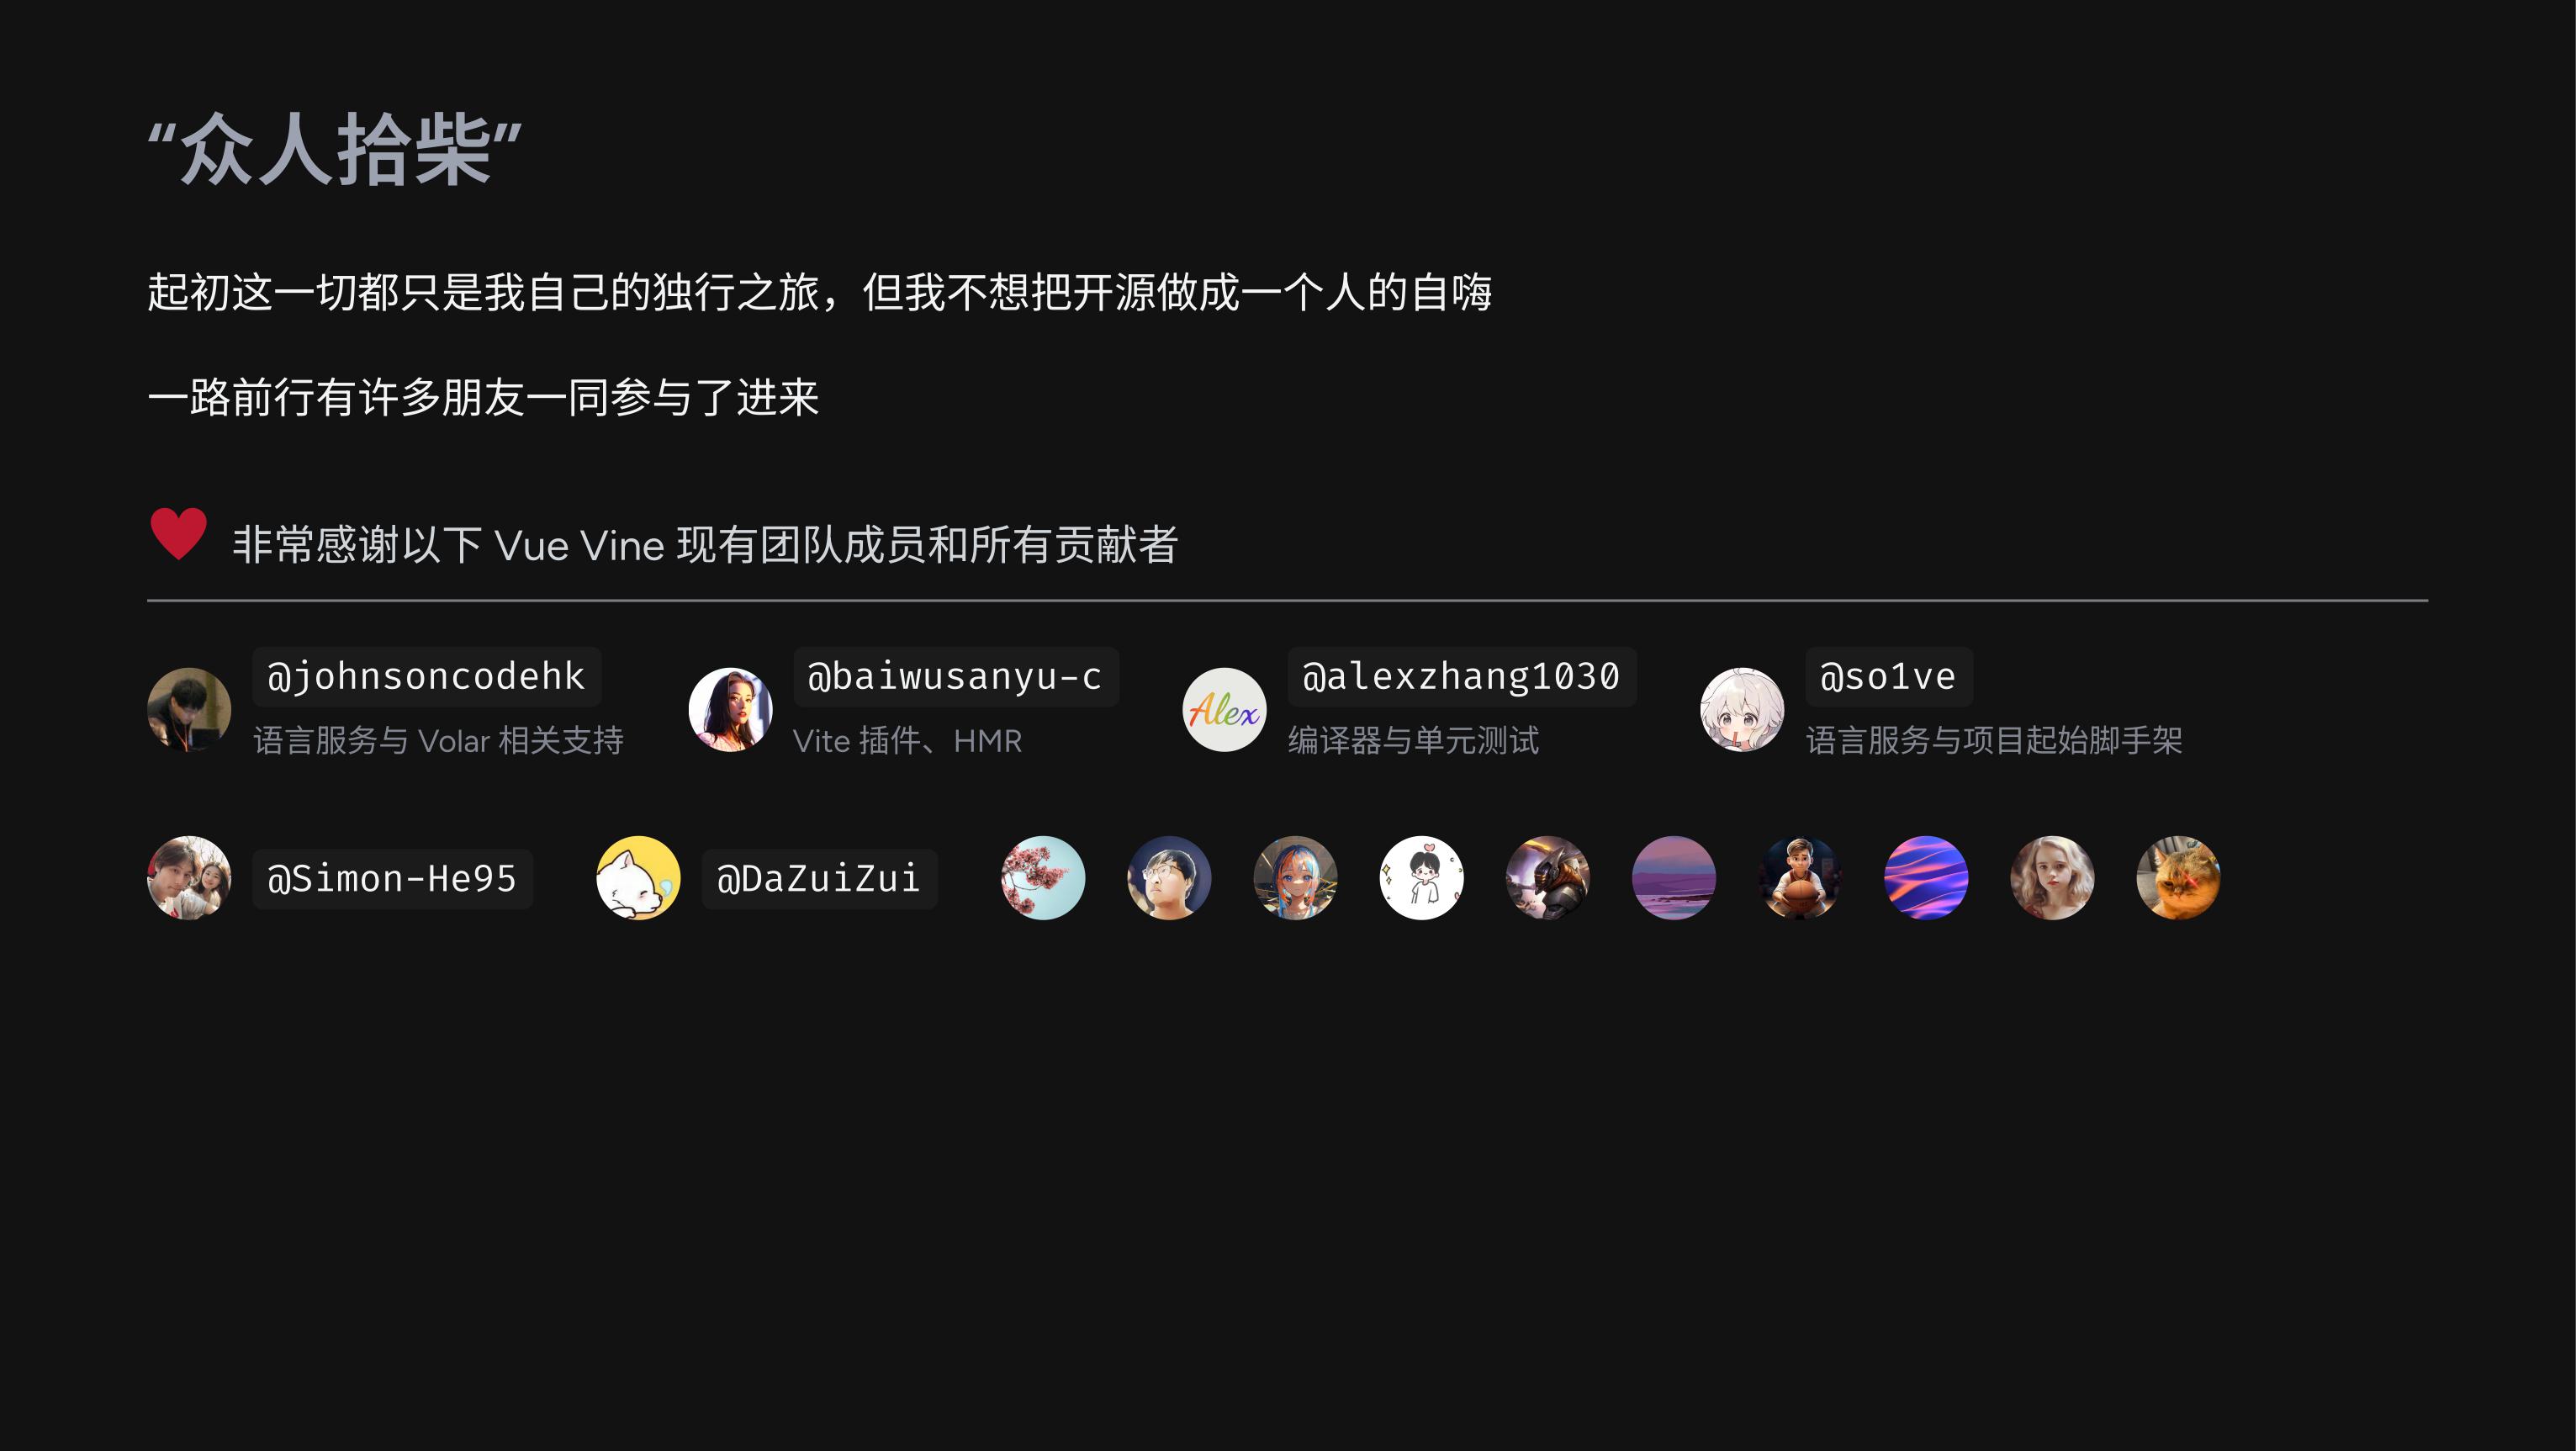 “众人拾柴”
起初这一切都只是我自己的独行之旅，但我不想把开源做成一个人的自嗨
一路前行有许多朋友一同参与了进来
非常感谢以下 Vue Vine 现有团队成员和所有贡献者
@johnsoncodehk
语言服务与 Volar 相关支持
@baiwusanyu-c
Vite 插件、HMR
Alex
@alexzhang1030
编译器与单元测试
@so1ve
语言服务与项目起始脚手架
@Simon-He95
@DaZuiZui